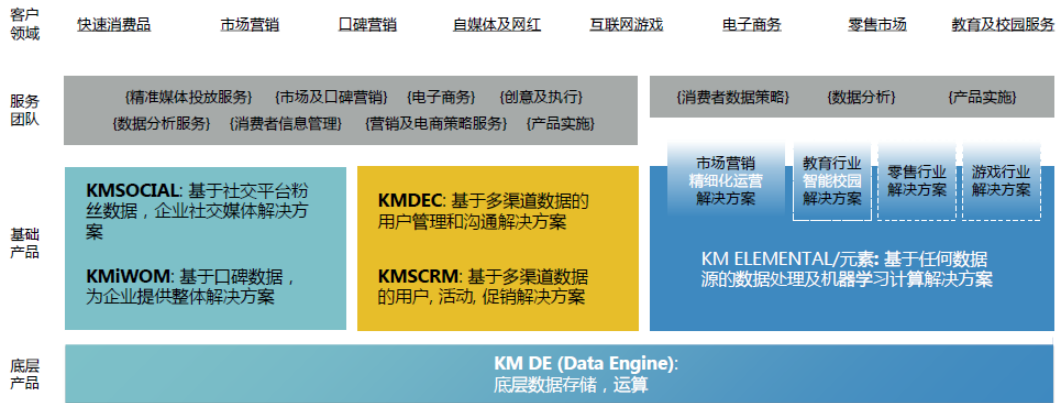 客户
领域
快速消费品 市场营销 口碑营销 自媒体及网红 互联网游戏 电子商务 零售市场 教育及校园服务
服务
团队
{精准媒体投放服务} {市场及口碑营销} {电子商务} {创意及执行}
{数据分析服务} {消费者信息管理} {营销及电商策略服务} {产品实施}
{消费者数据策略} {数据分析} {产品实施}
基础
产品
KMSOCIAL: 基于社交平台粉
丝数据，企业社交媒体解决方
案
KMiWOM: 基于口碑数据，
为企业提供整体解决方案
KMDEC: 基于多渠道数据的
用户管理和沟通解决方案
KMSCRM: 基于多渠道数据
的用户, 活动, 促销解决方案
市场营销
精细化运营
解决方案
教育行业
智能校园
解决方案
零售行业
解决方案
游戏行业
解决方案
KM ELEMENTAL/元素: 基于任何数据
源的数据处理及机器学习计算解决方案
底层
产品
KM DE (Data Engine):
底层数据存储，运算